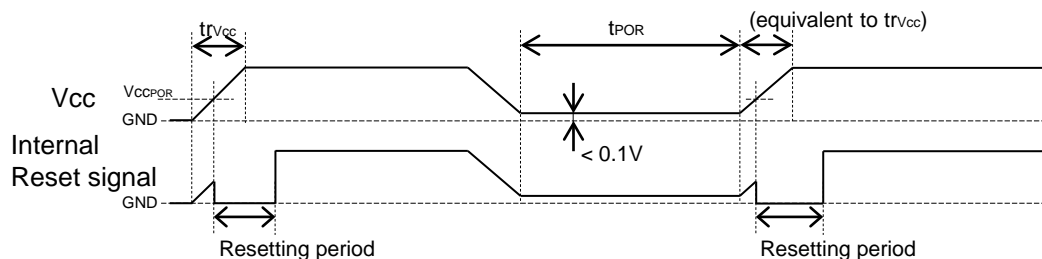 trVcc
tPOR
(equivalent to trVcc)
Vcc
VccPOR
GND
< 0.1V
Internal
Reset signal
GND
Resetting period
Resetting period